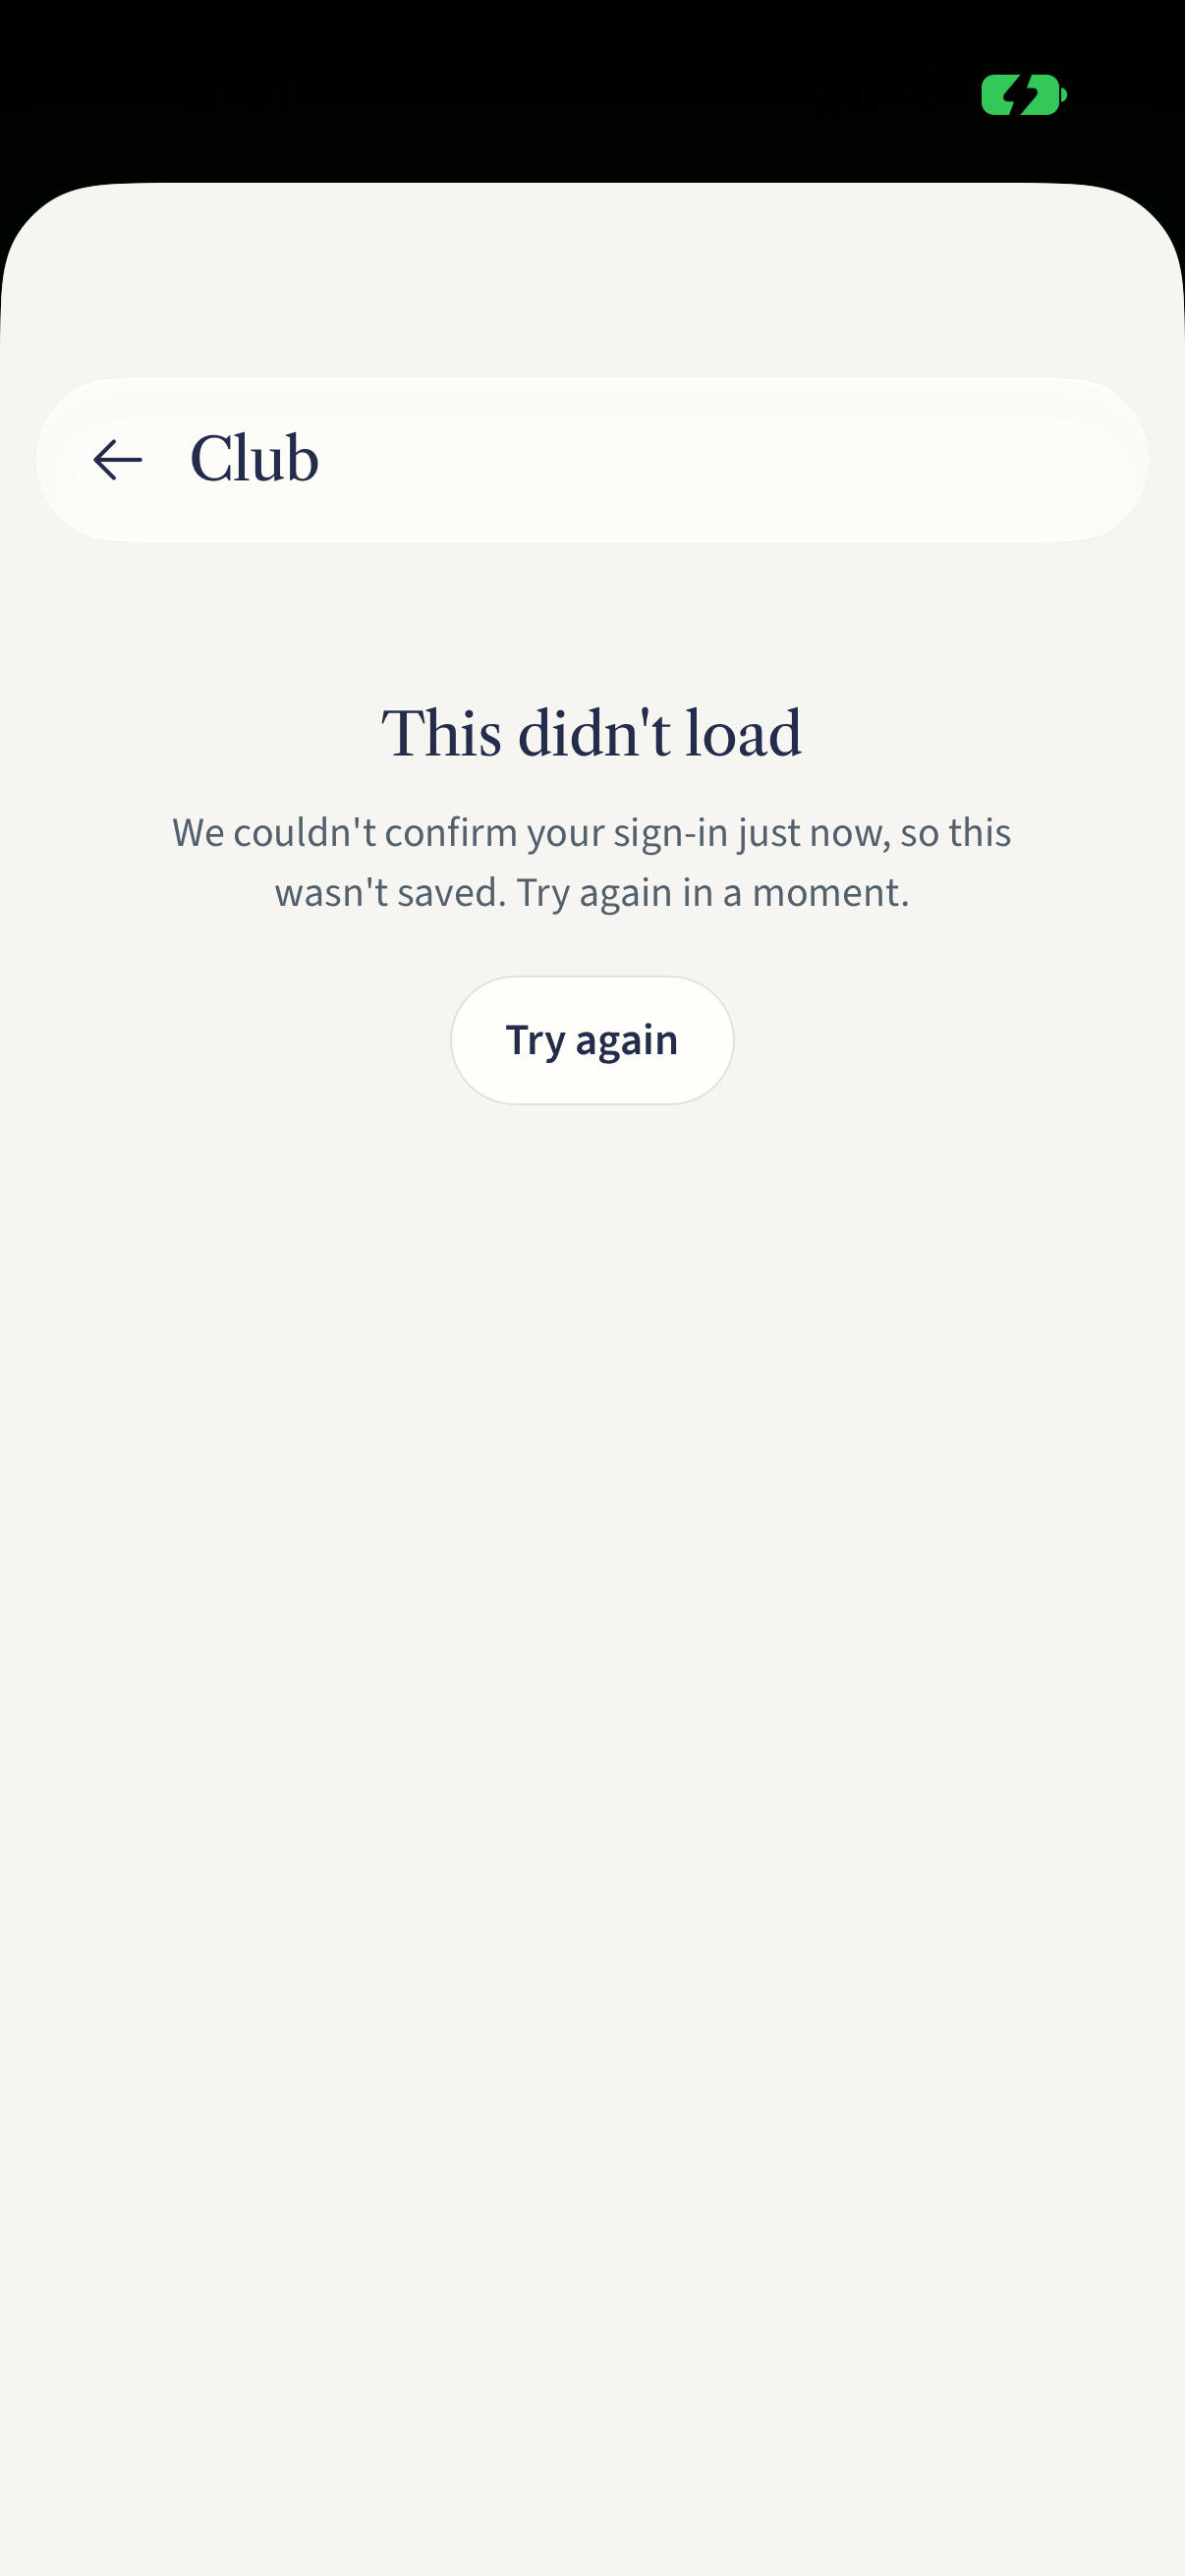 Club
This didn't load
We couldn't confirm your sign-in just now, so this
wasn't saved. Try again in a moment.
Try again